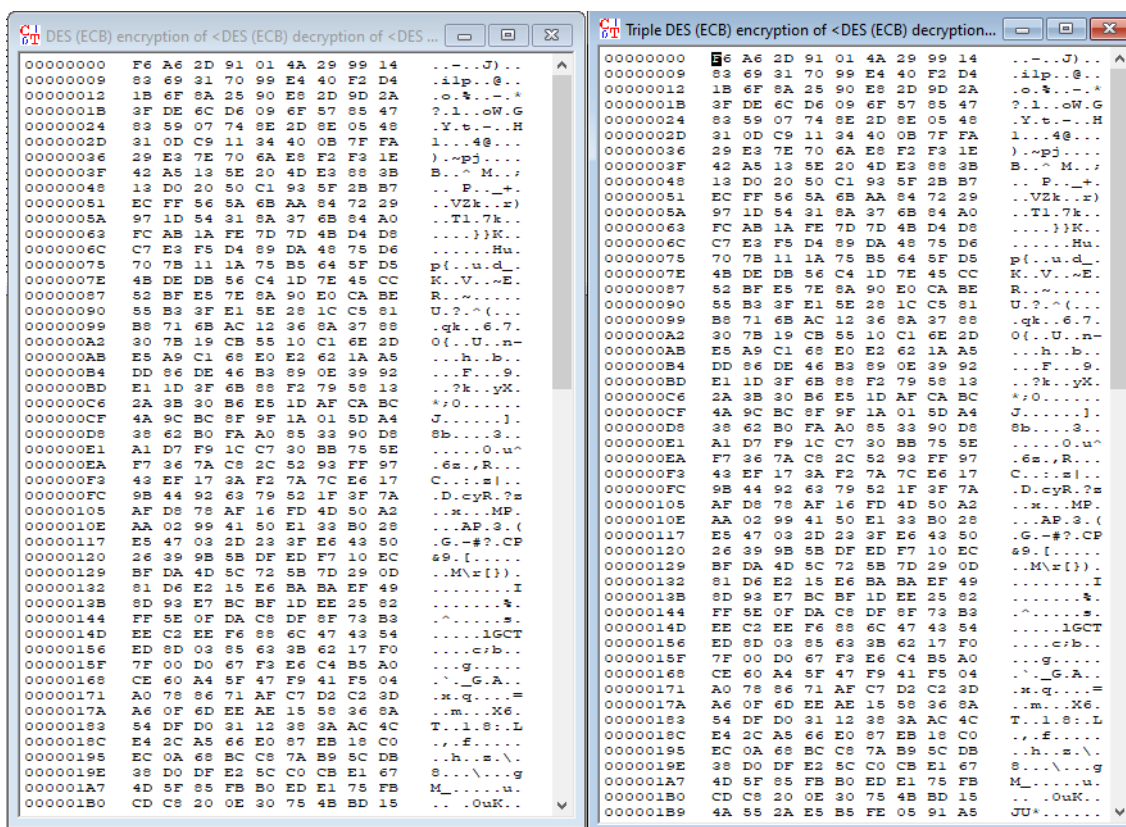 DES (ECB) encryption of <DES (ECB) decryption of <DES ...
00000000 F6 A6 2D 91 01 4A 29 99 14 ..-..J)..
00000009 83 69 31 70 99 E4 40 F2 D4 .i1p..@..
00000012 1B 6F 8A 25 90 E8 2D 9D 2A .o.%..-.*
0000001B 3F DE 6C D6 09 6F 57 85 47 ?.l..oW.G
00000024 83 59 07 74 8E 2D 8E 05 48 .Y.t.-..H
0000002D 31 0D C9 11 34 40 0B 7F FA 1...4@...
00000036 29 E3 7E 70 6A E8 F2 F3 1E ).~pj....
0000003F 42 A5 13 5E 20 4D E3 88 3B B..^ M..;
00000048 13 D0 20 50 C1 93 5F 2B B7 .. P.._+.
00000051 EC FF 56 5A 6B AA 84 72 29 ..VZk..r)
0000005A 97 1D 54 31 8A 37 6B 84 A0 ..T1.7k..
00000063 FC AB 1A FE 7D 7D 4B D4 D8 ....}}K..
0000006C C7 E3 F5 D4 89 DA 48 75 D6 ......Hu.
00000075 70 7B 11 1A 75 B5 64 5F D5 p{..u.d_.
0000007E 4B DE DB 56 C4 1D 7E 45 CC K..V..~E.
00000087 52 BF E5 7E 8A 90 E0 CA BE R..~.....
00000090 55 B3 3F E1 5E 28 1C C5 81 U.?.^(...
00000099 B8 71 6B AC 12 36 8A 37 88 .qk..6.7.
000000A2 30 7B 19 CB 55 10 C1 6E 2D 0{..U..n-
000000AB E5 A9 C1 68 E0 E2 62 1A A5 ...h..b..
000000B4 DD 86 DE 46 B3 89 0E 39 92 ...F...9.
000000BD E1 1D 3F 6B 88 F2 79 58 13 ..?k..yX.
000000C6 2A 3B 30 B6 E5 1D AF CA BC *;0......
000000CF 4A 9C BC 8F 9F 1A 01 5D A4 J......].
000000D8 38 62 B0 FA A0 85 33 90 D8 8b....3..
000000E1 A1 D7 F9 1C C7 30 BB 75 5E .....0.u^
000000EA F7 36 7A C8 2C 52 93 FF 97 .6z.,R...
000000F3 43 EF 17 3A F2 7A 7C E6 17 C..:.z|..
000000FC 9B 44 92 63 79 52 1F 3F 7A .D.cyR.?z
00000105 AF D8 78 AF 16 FD 4D 50 A2 ..x...MP.
0000010E AA 02 99 41 50 E1 33 B0 28 ...AP.3.(
00000117 E5 47 03 2D 23 3F E6 43 50 .G.-#?.CP
00000120 26 39 9B 5B DF ED F7 10 EC &9.[.....
00000129 BF DA 4D 5C 72 5B 7D 29 0D ..M\r[}).
00000132 81 D6 E2 15 E6 BA BA EF 49 ........I
0000013B 8D 93 E7 BC BF 1D EE 25 82 .......%.
00000144 FF 5E 0F DA C8 DF 8F 73 B3 .^.....s.
0000014D EE C2 EE F6 88 6C 47 43 54 .....lGCT
00000156 ED 8D 03 85 63 3B 62 17 F0 ....c;b..
0000015F 7F 00 D0 67 F3 E6 C4 B5 A0 ...g.....
00000168 CE 60 A4 5F 47 F9 41 F5 04 .`._G.A..
00000171 A0 78 86 71 AF C7 D2 C2 3D .x.q....=
0000017A A6 0F 6D EE AE 15 58 36 8A ..m...X6.
00000183 54 DF D0 31 12 38 3A AC 4C T..1.8:.L
0000018C E4 2C A5 66 E0 87 EB 18 C0 .,.f.....
00000195 EC 0A 68 BC C8 7A B9 5C DB ..h..z.\.
0000019E 38 D0 DF E2 5C C0 CB E1 67 8...\...g
000001A7 4D 5F 85 FB B0 ED E1 75 FB M_.....u.
000001B0 CD C8 20 0E 30 75 4B BD 15 .. .0uK..
Triple DES (ECB) encryption of <DES (ECB) decryption...
00000000 F6 A6 2D 91 01 4A 29 99 14 ..-..J)..
00000009 83 69 31 70 99 E4 40 F2 D4 .i1p..@..
00000012 1B 6F 8A 25 90 E8 2D 9D 2A .o.%..-.*
0000001B 3F DE 6C D6 09 6F 57 85 47 ?.l..oW.G
00000024 83 59 07 74 8E 2D 8E 05 48 .Y.t.-..H
0000002D 31 0D C9 11 34 40 0B 7F FA 1...4@...
00000036 29 E3 7E 70 6A E8 F2 F3 1E ).~pj....
0000003F 42 A5 13 5E 20 4D E3 88 3B B..^ M..;
00000048 13 D0 20 50 C1 93 5F 2B B7 .. P.._+.
00000051 EC FF 56 5A 6B AA 84 72 29 ..VZk..r)
0000005A 97 1D 54 31 8A 37 6B 84 A0 ..T1.7k..
00000063 FC AB 1A FE 7D 7D 4B D4 D8 ....}}K..
0000006C C7 E3 F5 D4 89 DA 48 75 D6 ......Hu.
00000075 70 7B 11 1A 75 B5 64 5F D5 p{..u.d_.
0000007E 4B DE DB 56 C4 1D 7E 45 CC K..V..~E.
00000087 52 BF E5 7E 8A 90 E0 CA BE R..~.....
00000090 55 B3 3F E1 5E 28 1C C5 81 U.?.^(...
00000099 B8 71 6B AC 12 36 8A 37 88 .qk..6.7.
000000A2 30 7B 19 CB 55 10 C1 6E 2D 0{..U..n-
000000AB E5 A9 C1 68 E0 E2 62 1A A5 ...h..b..
000000B4 DD 86 DE 46 B3 89 0E 39 92 ...F...9.
000000BD E1 1D 3F 6B 88 F2 79 58 13 ..?k..yX.
000000C6 2A 3B 30 B6 E5 1D AF CA BC *;0......
000000CF 4A 9C BC 8F 9F 1A 01 5D A4 J......].
000000D8 38 62 B0 FA A0 85 33 90 D8 8b....3..
000000E1 A1 D7 F9 1C C7 30 BB 75 5E .....0.u^
000000EA F7 36 7A C8 2C 52 93 FF 97 .6z.,R...
000000F3 43 EF 17 3A F2 7A 7C E6 17 C..:.z|..
000000FC 9B 44 92 63 79 52 1F 3F 7A .D.cyR.?z
00000105 AF D8 78 AF 16 FD 4D 50 A2 ..x...MP.
0000010E AA 02 99 41 50 E1 33 B0 28 ...AP.3.(
00000117 E5 47 03 2D 23 3F E6 43 50 .G.-#?.CP
00000120 26 39 9B 5B DF ED F7 10 EC &9.[.....
00000129 BF DA 4D 5C 72 5B 7D 29 0D ..M\r[}).
00000132 81 D6 E2 15 E6 BA BA EF 49 ........I
0000013B 8D 93 E7 BC BF 1D EE 25 82 .......%.
00000144 FF 5E 0F DA C8 DF 8F 73 B3 .^.....s.
0000014D EE C2 EE F6 88 6C 47 43 54 .....lGCT
00000156 ED 8D 03 85 63 3B 62 17 F0 ....c;b..
0000015F 7F 00 D0 67 F3 E6 C4 B5 A0 ...g.....
00000168 CE 60 A4 5F 47 F9 41 F5 04 .`._G.A..
00000171 A0 78 86 71 AF C7 D2 C2 3D .x.q....=
0000017A A6 0F 6D EE AE 15 58 36 8A ..m...X6.
00000183 54 DF D0 31 12 38 3A AC 4C T..1.8:.L
0000018C E4 2C A5 66 E0 87 EB 18 C0 .,.f.....
00000195 EC 0A 68 BC C8 7A B9 5C DB ..h..z.\.
0000019E 38 D0 DF E2 5C C0 CB E1 67 8...\...g
000001A7 4D 5F 85 FB B0 ED E1 75 FB M_.....u.
000001B0 CD C8 20 0E 30 75 4B BD 15 .. .0uK..
000001B9 4A 55 2A E5 B5 FE 05 91 A5 JU*......